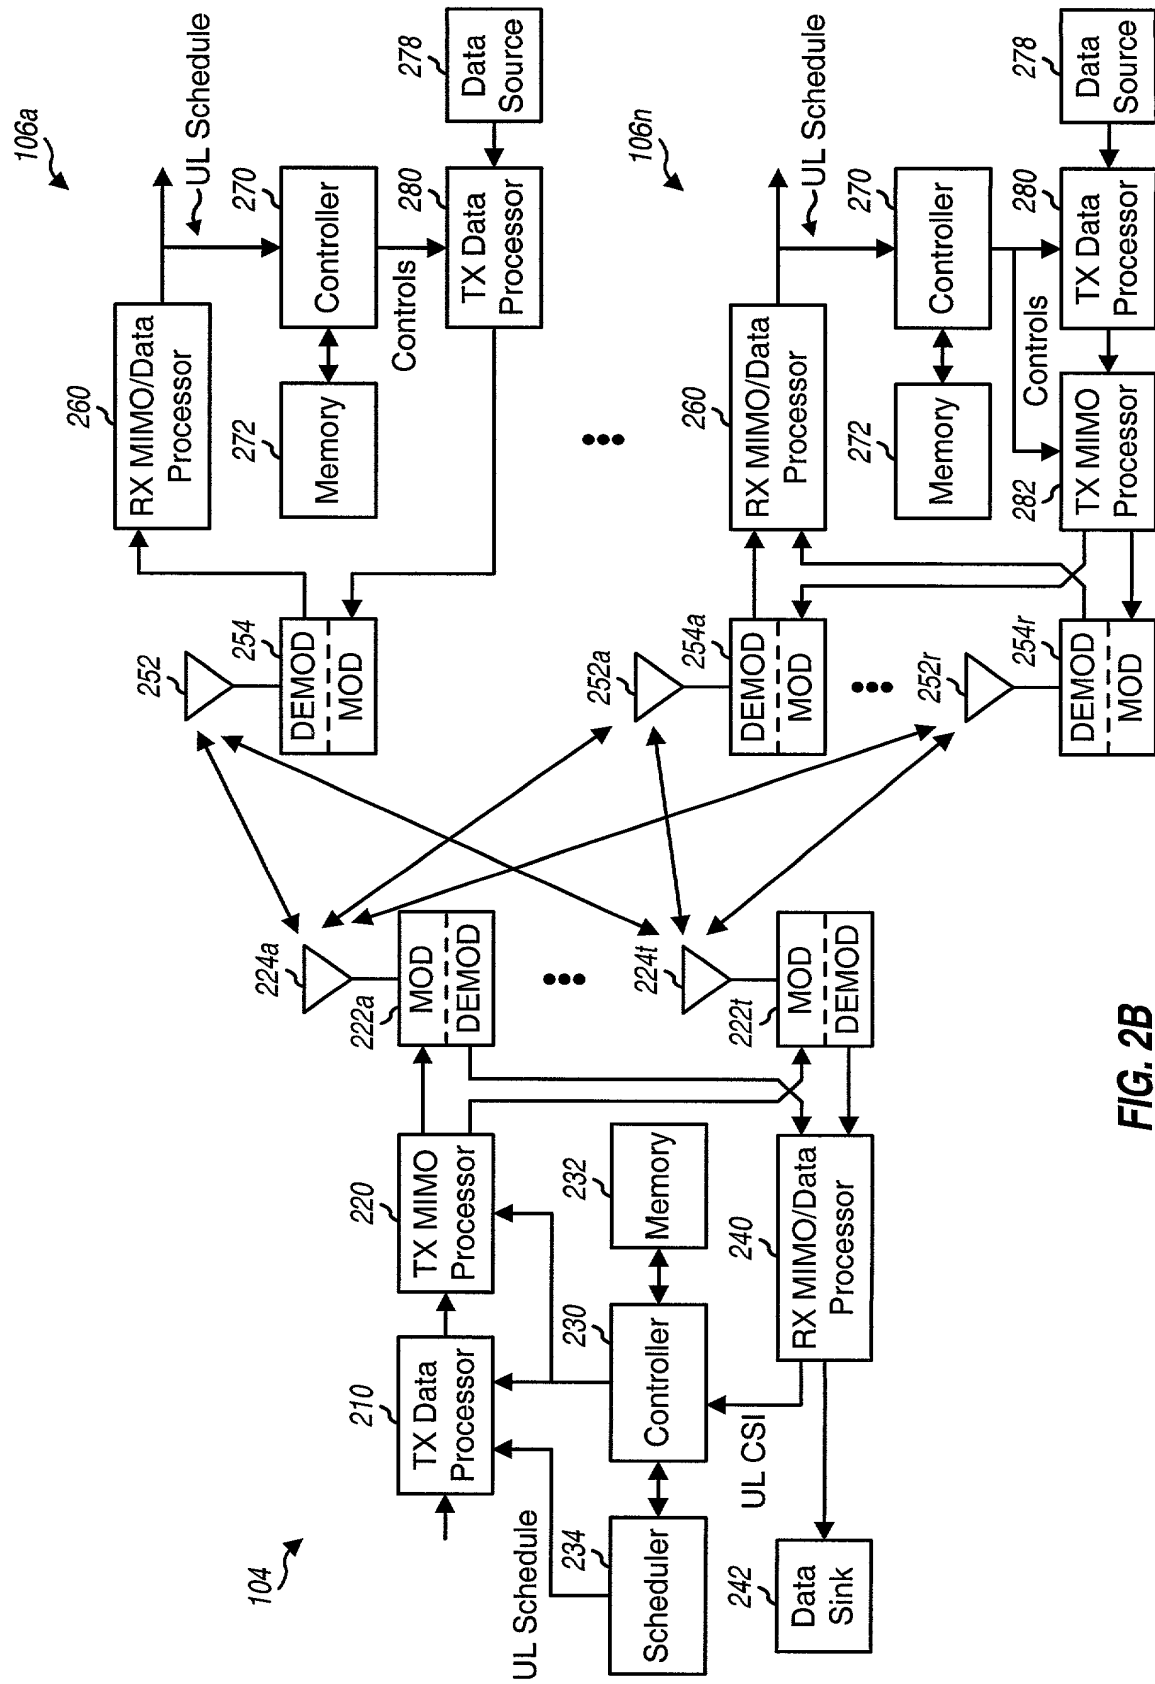 104
TX Data
Processor
210
TX MIMO
Processor
220
MOD
DEMOD
222a
224a
UL Schedule
Scheduler
234
Controller
230
Memory
232
UL CSI
Data
Sink
242
RX MIMO/Data
Processor
240
MOD
DEMOD
222t
224t
106a
252
DEMOD
MOD
254
RX MIMO/Data
Processor
260
UL Schedule
Memory
272
Controller
270
Controls
TX Data
Processor
280
Data
Source
278
106n
252a
DEMOD
MOD
254a
RX MIMO/Data
Processor
260
UL Schedule
Memory
272
Controller
270
Controls
252r
DEMOD
MOD
254r
TX MIMO
Processor
282
TX Data
Processor
280
Data
Source
278
FIG. 2B